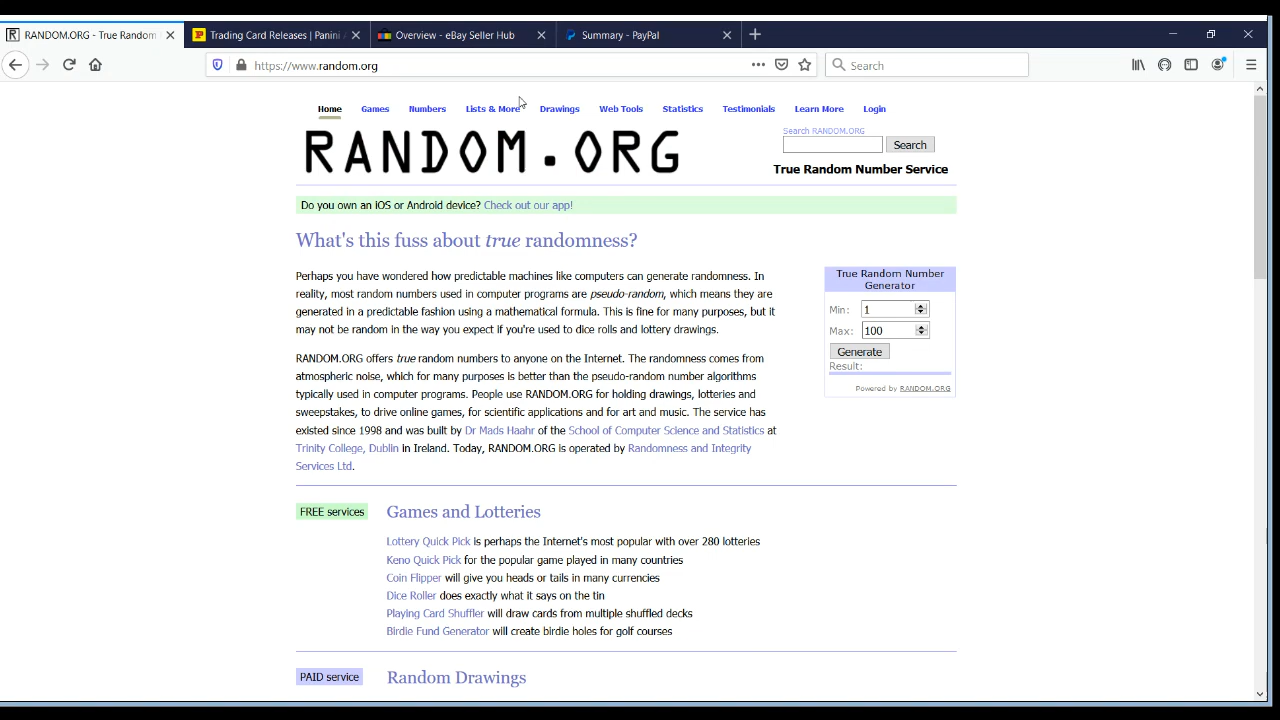 RANDOM.ORG - True Random
Trading Card Releases | Panini A
Overview - eBay Seller Hub
Summary - PayPal
https://www.random.org
Search
Home Games Numbers Lists & More Drawings Web Tools Statistics Testimonials Learn More Login
RANDOM.ORG
Search RANDOM.ORG
Search
True Random Number Service
Do you own an iOS or Android device? Check out our app!
What's this fuss about true randomness?
Perhaps you have wondered how predictable machines like computers can generate randomness. In
reality, most random numbers used in computer programs are pseudo-random, which means they are
generated in a predictable fashion using a mathematical formula. This is fine for many purposes, but it
may not be random in the way you expect if you're used to dice rolls and lottery drawings.
RANDOM.ORG offers true random numbers to anyone on the Internet. The randomness comes from
atmospheric noise, which for many purposes is better than the pseudo-random number algorithms
typically used in computer programs. People use RANDOM.ORG for holding drawings, lotteries and
sweepstakes, to drive online games, for scientific applications and for art and music. The service has
existed since 1998 and was built by Dr Mads Haahr of the School of Computer Science and Statistics at
Trinity College, Dublin in Ireland. Today, RANDOM.ORG is operated by Randomness and Integrity
Services Ltd.
True Random Number
Generator
Min: 1
Max: 100
Generate
Result:
Powered by RANDOM.ORG
FREE services
Games and Lotteries
Lottery Quick Pick is perhaps the Internet's most popular with over 280 lotteries
Keno Quick Pick for the popular game played in many countries
Coin Flipper will give you heads or tails in many currencies
Dice Roller does exactly what it says on the tin
Playing Card Shuffler will draw cards from multiple shuffled decks
Birdie Fund Generator will create birdie holes for golf courses
PAID service
Random Drawings